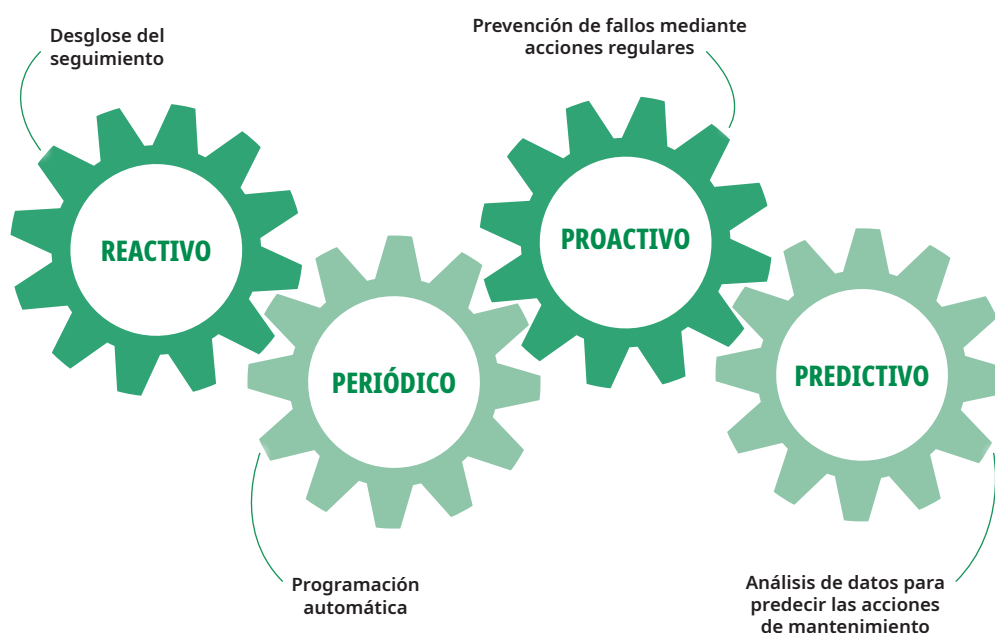 Desglose del
seguimiento
Prevención de fallos mediante
acciones regulares
REACTIVO
PROACTIVO
PERIÓDICO
PREDICTIVO
Programación
automática
Análisis de datos para
predecir las acciones
de mantenimiento